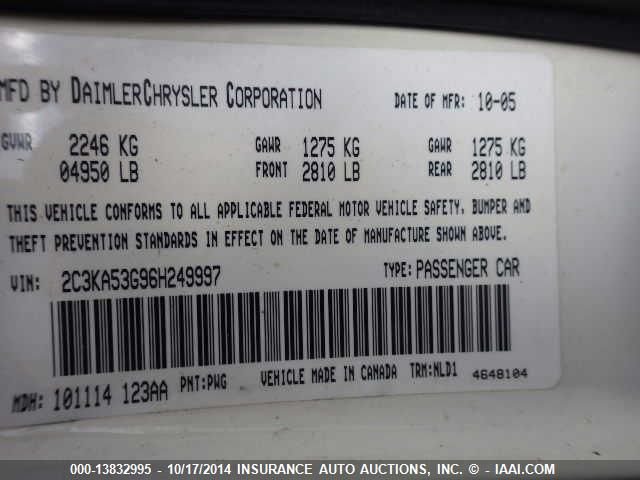 MFD BY DAIMLERCHRYSLER CORPORATION DATE OF MFR: 10-05
GVWR 2246 KG GAWR 1275 KG GAWR 1275 KG
04950 LB FRONT 2810 LB REAR 2810 LB
THIS VEHICLE CONFORMS TO ALL APPLICABLE FEDERAL MOTOR VEHICLE SAFETY, BUMPER AND
THEFT PREVENTION STANDARDS IN EFFECT ON THE DATE OF MANUFACTURE SHOWN ABOVE.
VIN: 2C3KA53G96H249997 TYPE: PASSENGER CAR
MDH: 101114 123AA PNT:PWG VEHICLE MADE IN CANADA TRM:NLD1 4648104
000-13832995 - 10/17/2014 - INSURANCE AUTO AUCTIONS, INC. - IAAI.COM